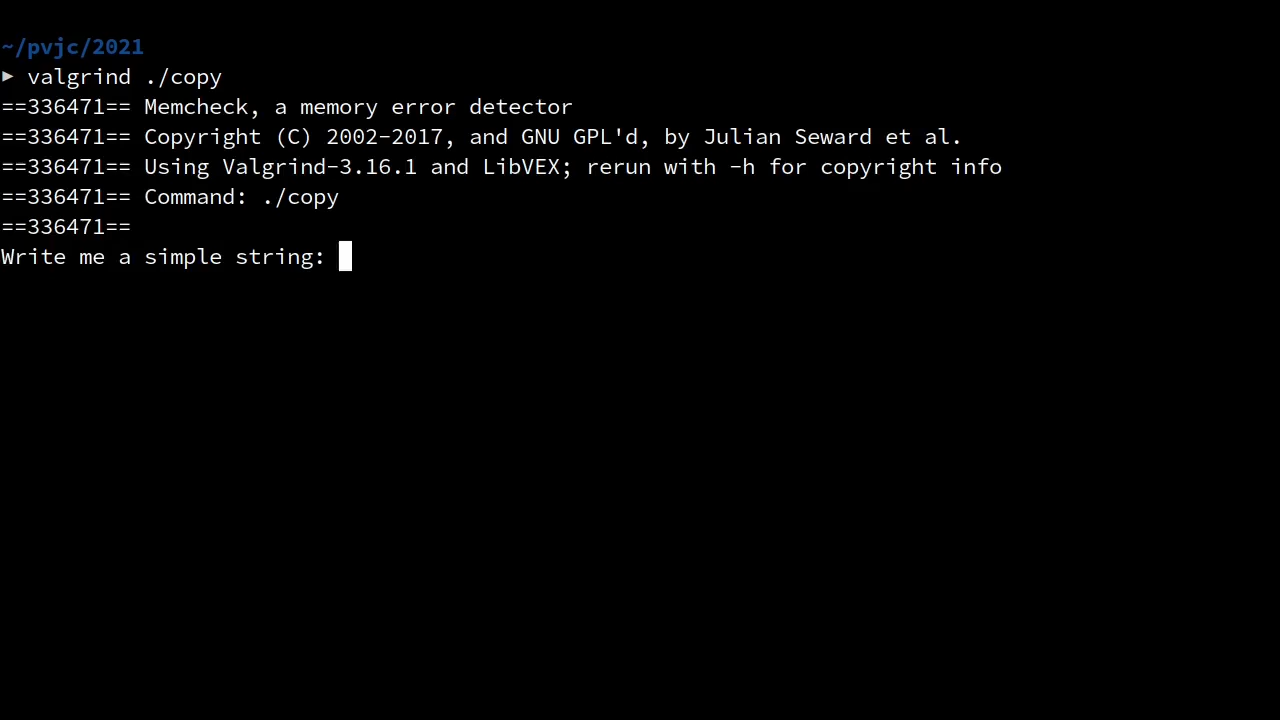 ~/pvjc/2021
▶ valgrind ./copy
==336471== Memcheck, a memory error detector
==336471== Copyright (C) 2002-2017, and GNU GPL'd, by Julian Seward et al.
==336471== Using Valgrind-3.16.1 and LibVEX; rerun with -h for copyright info
==336471== Command: ./copy
==336471==
Write me a simple string: